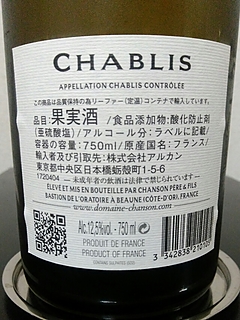 CHABLIS
APPELLATION CHABLIS CONTRÔLÉE
この商品は品質保持の為リーファー(定温)コンテナで輸入しています。
品目:果実酒 /食品添加物:酸化防止剤
(亜硫酸塩)/アルコール分:ラベルに記載/
容器の容量:750ml/原産国名:フランス/
輸入者及び引取先:株式会社アルカン
東京都中央区日本橋蛎殻町1-5-6
1720404 ―未成年者の飲酒は法律で禁じられています―
ÉLEVÉ ET MIS EN BOUTEILLE PAR CHANSON PÈRE & FILS
BASTION DE L'ORATOIRE À BEAUNE (CÔTE-D'OR), FRANCE
www.domaine-chanson.com
Alc.12,5%vol. - 750 ml
PRODUIT DE FRANCE
PRODUCT OF FRANCE
CONTAINS SULPHITES